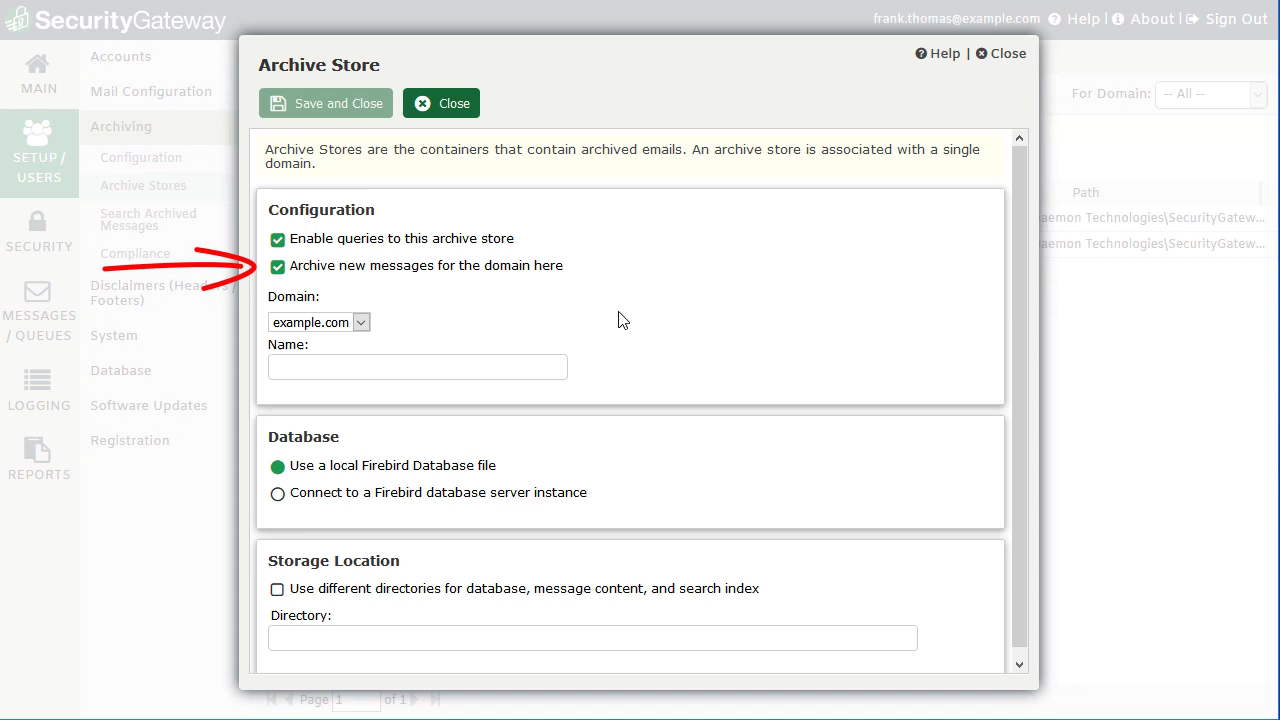 SecurityGateway
frank.thomas@example.com Help | About | Sign Out
MAIN
SETUP /
USERS
SECURITY
MESSAGES
/ QUEUES
LOGGING
REPORTS
Accounts
Mail Configuration
Archiving
Configuration
Archive Stores
Search Archived
Messages
Compliance
Disclaimers (Headers /
Footers)
System
Database
Software Updates
Registration
For Domain: -- All --
Path
aemon Technologies\SecurityGatew...
aemon Technologies\SecurityGatew...
Page 1 of 1
Archive Store
Help | Close
Save and Close
Close
Archive Stores are the containers that contain archived emails. An archive store is associated with a single
domain.
Configuration
Enable queries to this archive store
Archive new messages for the domain here
Domain:
example.com
Name:
Database
Use a local Firebird Database file
Connect to a Firebird database server instance
Storage Location
Use different directories for database, message content, and search index
Directory: